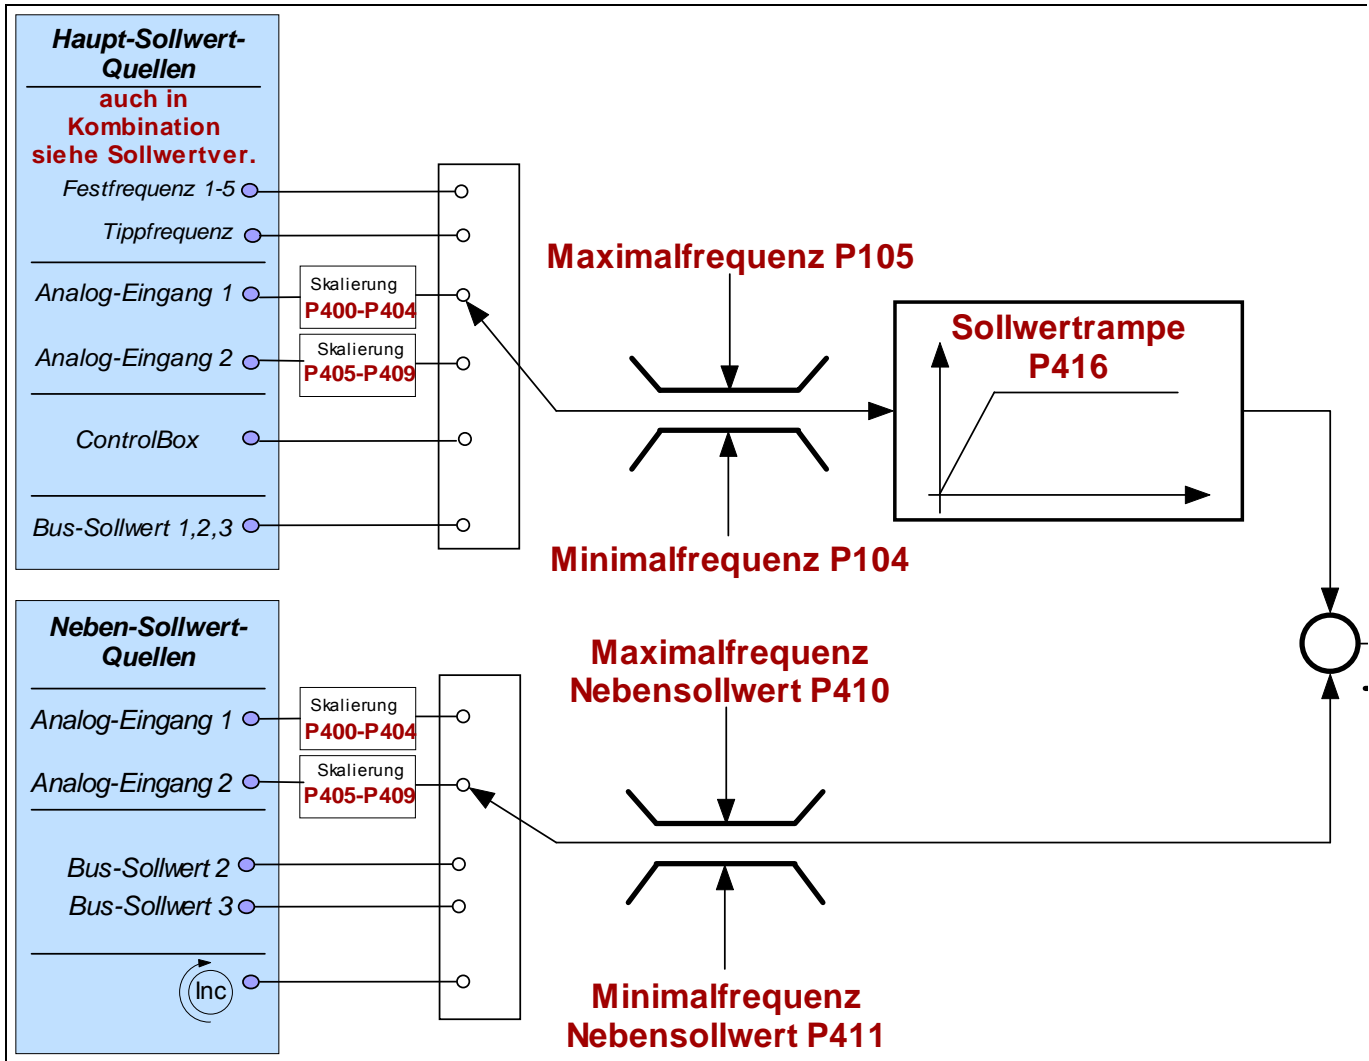 Haupt-Sollwert-
Quellen
auch in
Kombination
siehe Sollwertver.
Festfrequenz 1-5
Tippfrequenz
Analog-Eingang 1
Skalierung
P400-P404
Analog-Eingang 2
Skalierung
P405-P409
ControlBox
Bus-Sollwert 1,2,3
Maximalfrequenz P105
Minimalfrequenz P104
Sollwertrampe
P416
Neben-Sollwert-
Quellen
Analog-Eingang 1
Skalierung
P400-P404
Analog-Eingang 2
Skalierung
P405-P409
Bus-Sollwert 2
Bus-Sollwert 3
Inc
Maximalfrequenz
Nebensollwert P410
Minimalfrequenz
Nebensollwert P411